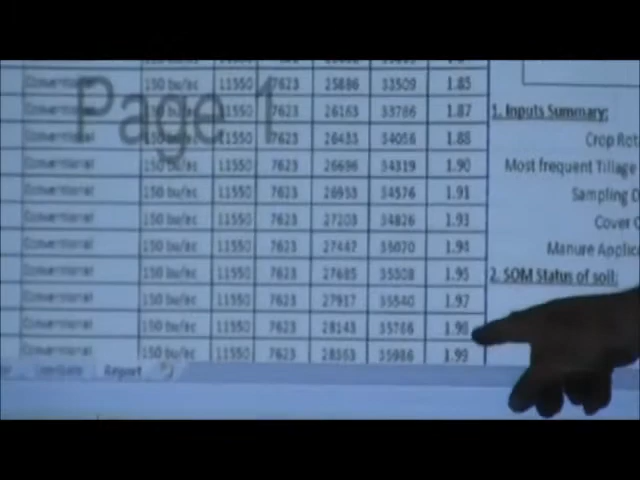 Page 1
Conventional 150 bu/ac 11550 7623 25886 33509 1.85
Conventional 150 bu/ac 11550 7623 26163 33786 1.87
Conventional 150 bu/ac 11550 7623 26433 34056 1.88
Conventional 150 bu/ac 11550 7623 26696 34319 1.90
Conventional 150 bu/ac 11550 7623 26953 34576 1.91
Conventional 150 bu/ac 11550 7623 27203 34826 1.93
Conventional 150 bu/ac 11550 7623 27447 35070 1.94
Conventional 150 bu/ac 11550 7623 27685 35308 1.95
Conventional 150 bu/ac 11550 7623 27917 35540 1.97
Conventional 150 bu/ac 11550 7623 28143 35766 1.98
Conventional 150 bu/ac 11550 7623 28363 35986 1.99
Report
1. Inputs Summary:
Crop Rot
Most frequent Tillage
Sampling D
Cover C
Manure Applic
2. SOM Status of soil: